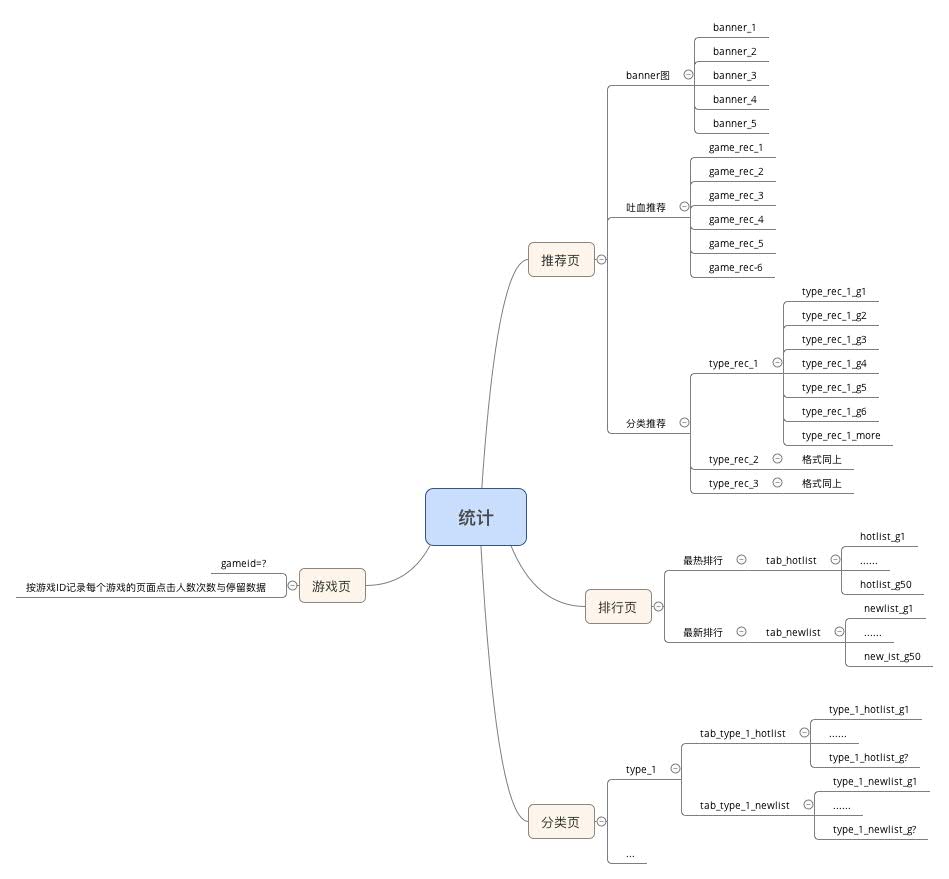 统计
推荐页
banner图
banner_1
banner_2
banner_3
banner_4
banner_5
吐血推荐
game_rec_1
game_rec_2
game_rec_3
game_rec_4
game_rec_5
game_rec-6
分类推荐
type_rec_1
type_rec_1_g1
type_rec_1_g2
type_rec_1_g3
type_rec_1_g4
type_rec_1_g5
type_rec_1_g6
type_rec_1_more
type_rec_2
格式同上
type_rec_3
格式同上
排行页
最热排行
tab_hotlist
hotlist_g1
......
hotlist_g50
最新排行
tab_newlist
newlist_g1
......
new_ist_g50
分类页
type_1
tab_type_1_hotlist
type_1_hotlist_g1
......
type_1_hotlist_g?
tab_type_1_newlist
type_1_newlist_g1
......
type_1_newlist_g?
...
游戏页
gameid=?
按游戏ID记录每个游戏的页面点击人数次数与停留数据